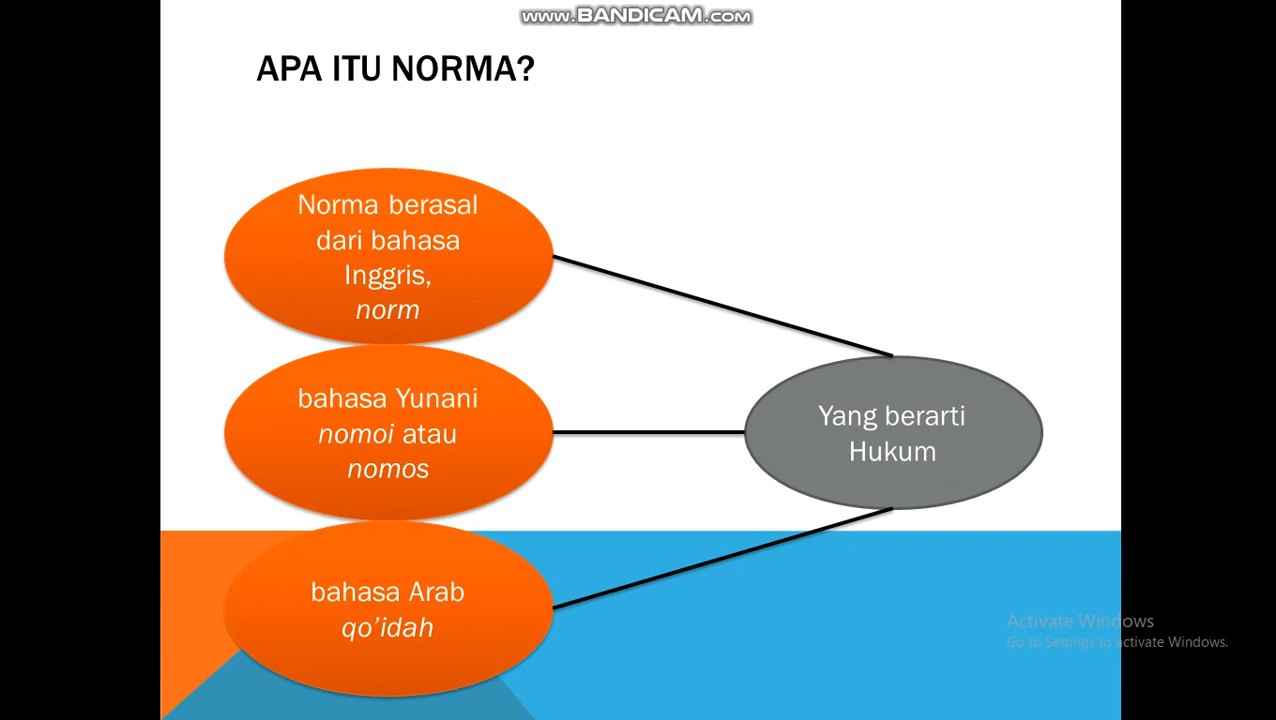 www.BANDICAM.com
APA ITU NORMA?
Norma berasal
dari bahasa
Inggris,
norm
bahasa Yunani
nomoi atau
nomos
bahasa Arab
qo’idah
Yang berarti
Hukum
Activate Windows
Go to Settings to activate Windows.